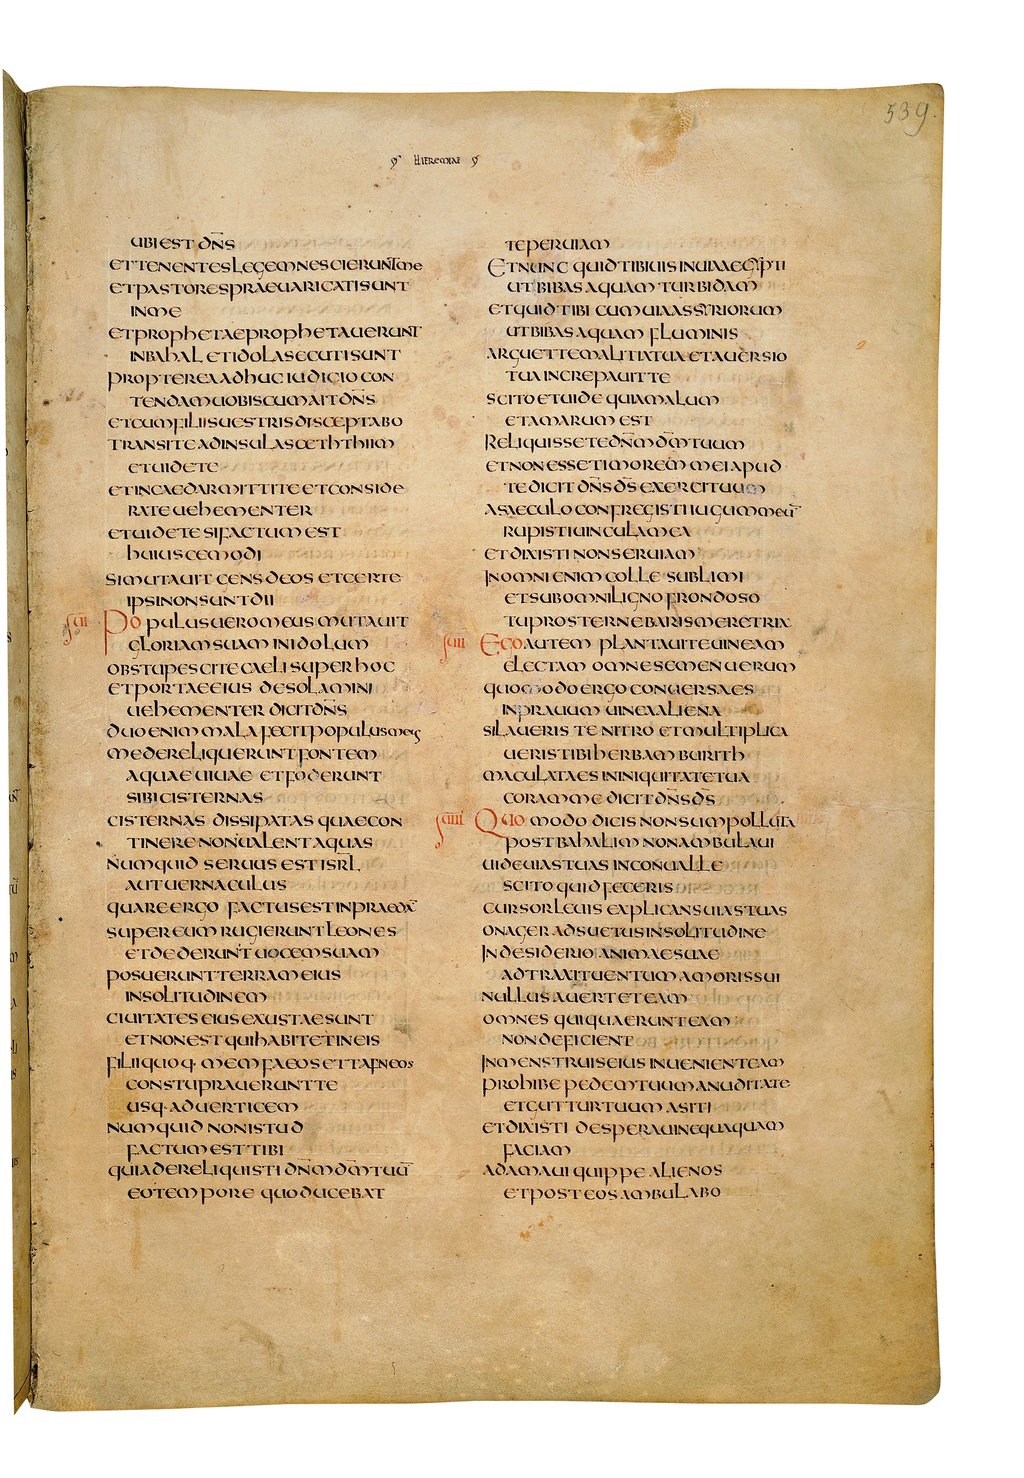 539.
HIEREMIAE
UBI EST DN̄S
ET TENENTES LEGEM NESCIERUNT ME
ET PASTORES PRAEUARICATI SUNT
IN ME
ET PROPHETAE PROPHETAUERUNT
IN BAHAL ET IDOLA SECUTI SUNT
PROPTEREA ADHUC IUDICIO CON
TENDAM UOBISCUM AIT DN̄S
ET CUM FILIIS UESTRIS DISCEPTABO
TRANSITE AD INSULAS CETHTHIIM
ET UIDETE
ET IN CAEDAR MITTITE ET CONSIDE
RATE UEHEMENTER
ET UIDETE SI FACTUM EST
HUIUSCEMODI
SI MUTAUIT GENS DEOS ET CERTE
IPSI NON SUNT DII
ſUII POPULUS UERO MEUS MUTAUIT
GLORIAM SUAM IN IDOLUM
OBSTUPESCITE CAELI SUPER HOC
ET PORTAE EIUS DESOLAMINI
UEHEMENTER DICIT DN̄S
DUO ENIM MALA FECIT POPULUS MEUS
ME DERELIQUERUNT FONTEM
AQUAE UIUAE ET FODERUNT
SIBI CISTERNAS
CISTERNAS DISSIPATAS QUAE CON
TINERE NON UALENT AQUAS
NUMQUID SERUUS EST ISRL̄
AUT UERNACULUS
QUARE ERGO FACTUS EST IN PRAEDĀ
SUPER EUM RUGIERUNT LEONES
ET DEDERUNT UOCEM SUAM
POSUERUNT TERRAM EIUS
IN SOLITUDINEM
CIUITATES EIUS EXUSTAE SUNT
ET NON EST QUI HABITET IN EIS
FILII QUOQ· MEMFAEOS ET TAFNEOS
CONSTUPRAUERUNT TE
USQ· AD UERTICEM
NUMQUID NON ISTUD
FACTUM EST TIBI
QUIA DERELIQUISTI DN̄M DM̄ TUŪ
EO TEMPORE QUO DUCEBAT
TE PER UIAM
ET NUNC QUID TIBI UIS IN UIA AEGYPTI
UT BIBAS AQUAM TURBIDAM
ET QUID TIBI CUM UIA ASSYRIORUM
UT BIBAS AQUAM FLUMINIS
ARGUET TE MALITIA TUA ET AUERSIO
TUA INCREPAUIT TE
SCITO ET UIDE QUIA MALUM
ET AMARUM EST
RELIQUISSE TE DN̄M DM̄ TUUM
ET NON ESSE TIMOREM MEI APUD
TE DICIT DN̄S DS̄ EXERCITUUM
A SAECULO CONFREGISTI IUGUM MEŪ
RUPISTI UINCULA MEA
ET DIXISTI NON SERUIAM
IN OMNI ENIM COLLE SUBLIMI
ET SUB OMNI LIGNO FRONDOSO
TU PROSTERNEBARIS MERETRIX
ſUIII EGO AUTEM PLANTAUI TE UINEAM
ELECTAM OMNE SEMEN UERUM
QUOMODO ERGO CONUERSA ES
IN PRAUUM UINEA ALIENA
SI LAUERIS TE NITRO ET MULTIPLICA
UERIS TIBI HERBAM BURITH
MACULATA ES IN INIQUITATE TUA
CORAM ME DICIT DN̄S DS̄
ſUIIII QUOMODO DICIS NON SUM POLLUTA
POST BAHALIM NON AMBULAUI
UIDE UIAS TUAS IN CONUALLE
SCITO QUID FECERIS
CURSOR LEUIS EXPLICANS UIAS TUAS
ONAGER ADSUETUS IN SOLITUDINE
IN DESIDERIO ANIMAE SUAE
ADTRAXIT UENTUM AMORIS SUI
NULLUS AUERTET EAM
OMNES QUI QUAERUNT EAM
NON DEFICIENT
IN MENSTRUIS EIUS INUENIENT EAM
PROHIBE PEDEM TUUM A NUDITATE
ET GUTTUR TUUM A SITI
ET DIXISTI DESPERAUI NEQUAQUAM
FACIAM
ADAMAUI QUIPPE ALIENOS
ET POST EOS AMBULABO